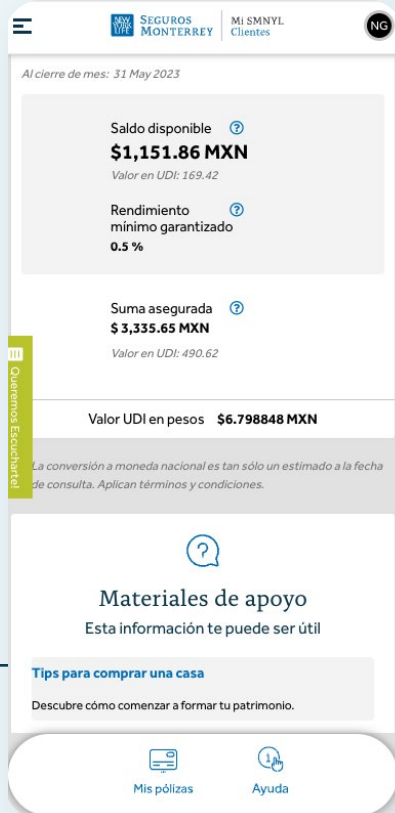 NEW YORK LIFE
SEGUROS MONTERREY
Mi SMNYL Clientes
NG
Al cierre de mes: 31 May 2023
Saldo disponible ?
$1,151.86 MXN
Valor en UDI: 169.42
Rendimiento ?
mínimo garantizado
0.5 %
Suma asegurada ?
$ 3,335.65 MXN
Valor en UDI: 490.62
Queremos Escucharte!
Valor UDI en pesos $6.798848 MXN
La conversión a moneda nacional es tan sólo un estimado a la fecha
de consulta. Aplican términos y condiciones.
?
Materiales de apoyo
Esta información te puede ser útil
Tips para comprar una casa
Descubre cómo comenzar a formar tu patrimonio.
Mis pólizas
Ayuda